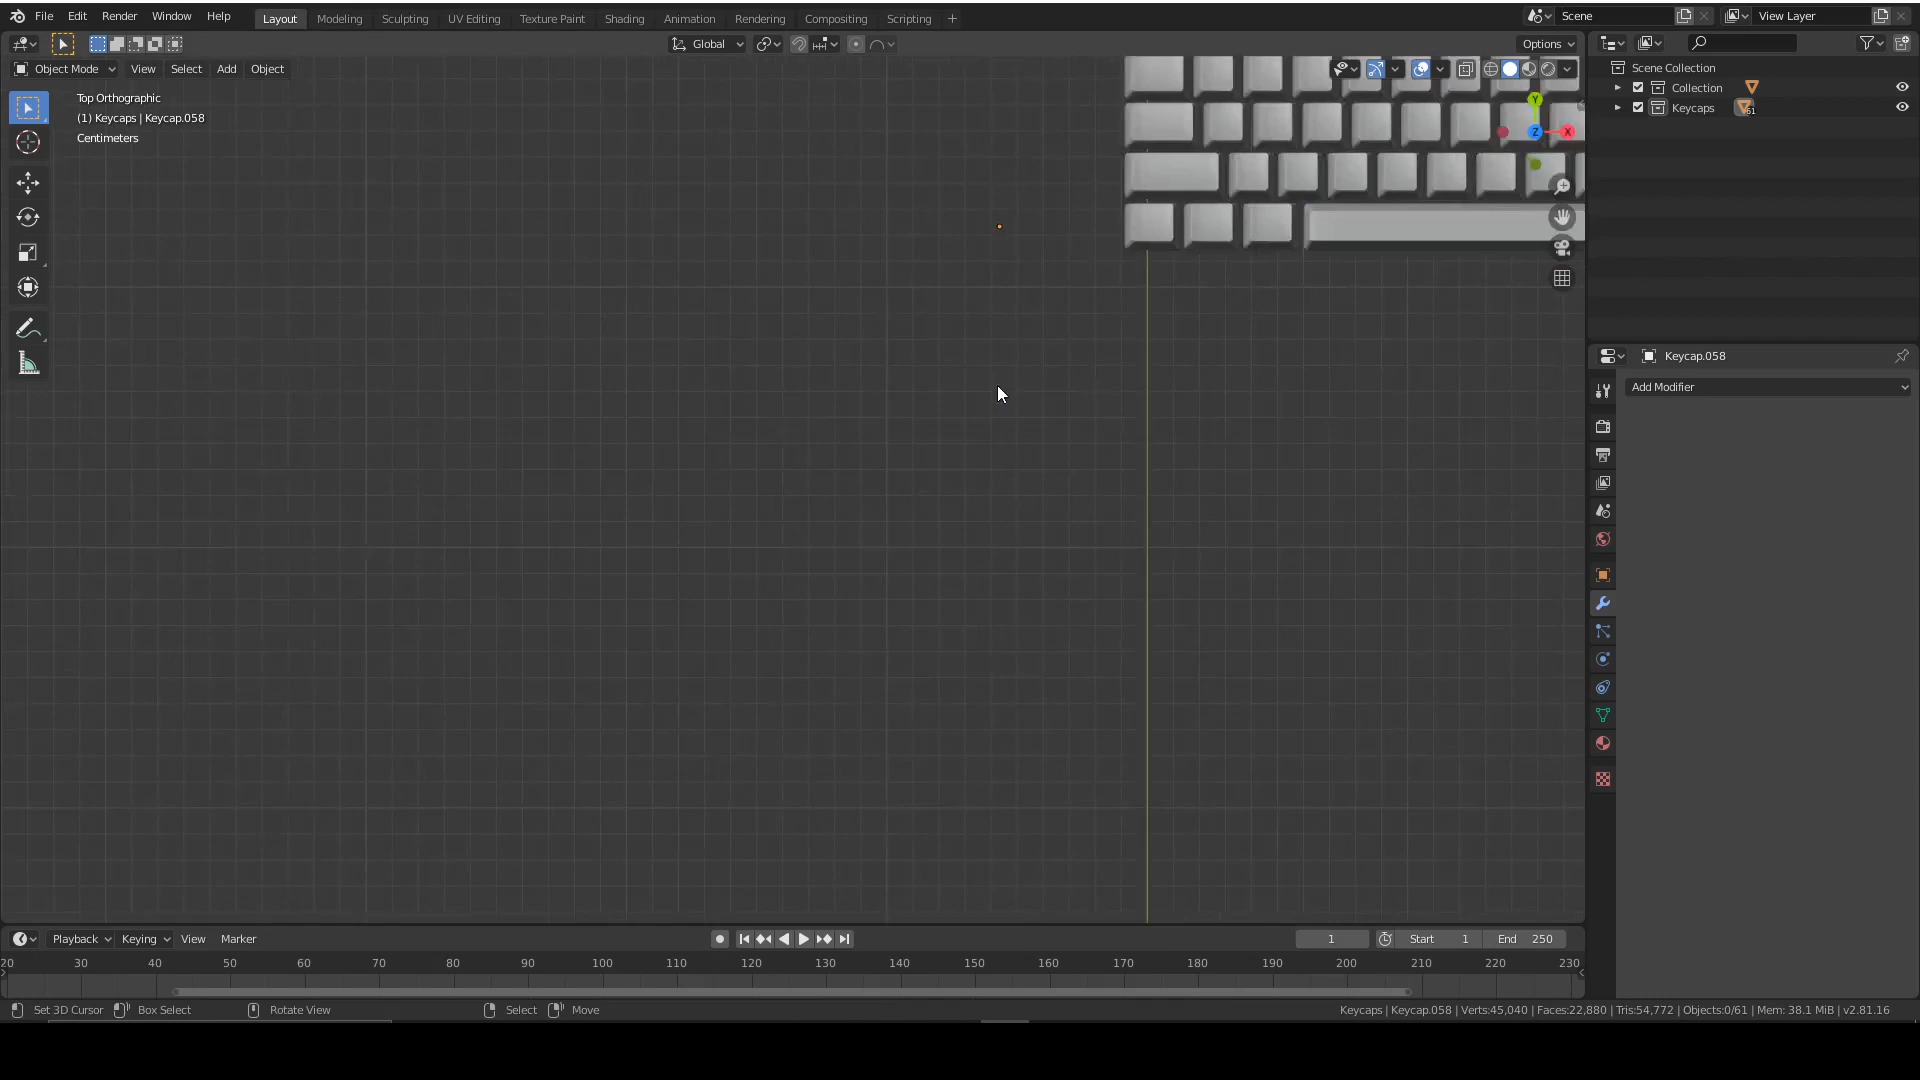 File Edit Render Window Help Layout Modeling Sculpting UV Editing Texture Paint Shading Animation Rendering Compositing Scripting + Scene View Layer
Global Options
Object Mode View Select Add Object
Top Orthographic
(1) Keycaps | Keycap.058
Centimeters
Y
Z
X
Scene Collection
Collection
Keycaps 61
Keycap.058
Add Modifier
Playback Keying View Marker 1 Start 1 End 250
20 30 40 50 60 70 80 90 100 110 120 130 140 150 160 170 180 190 200 210 220 230
Set 3D Cursor Box Select Rotate View Select Move Keycaps | Keycap.058 | Verts:45,040 | Faces:22,880 | Tris:54,772 | Objects:0/61 | Mem: 38.1 MiB | v2.81.16